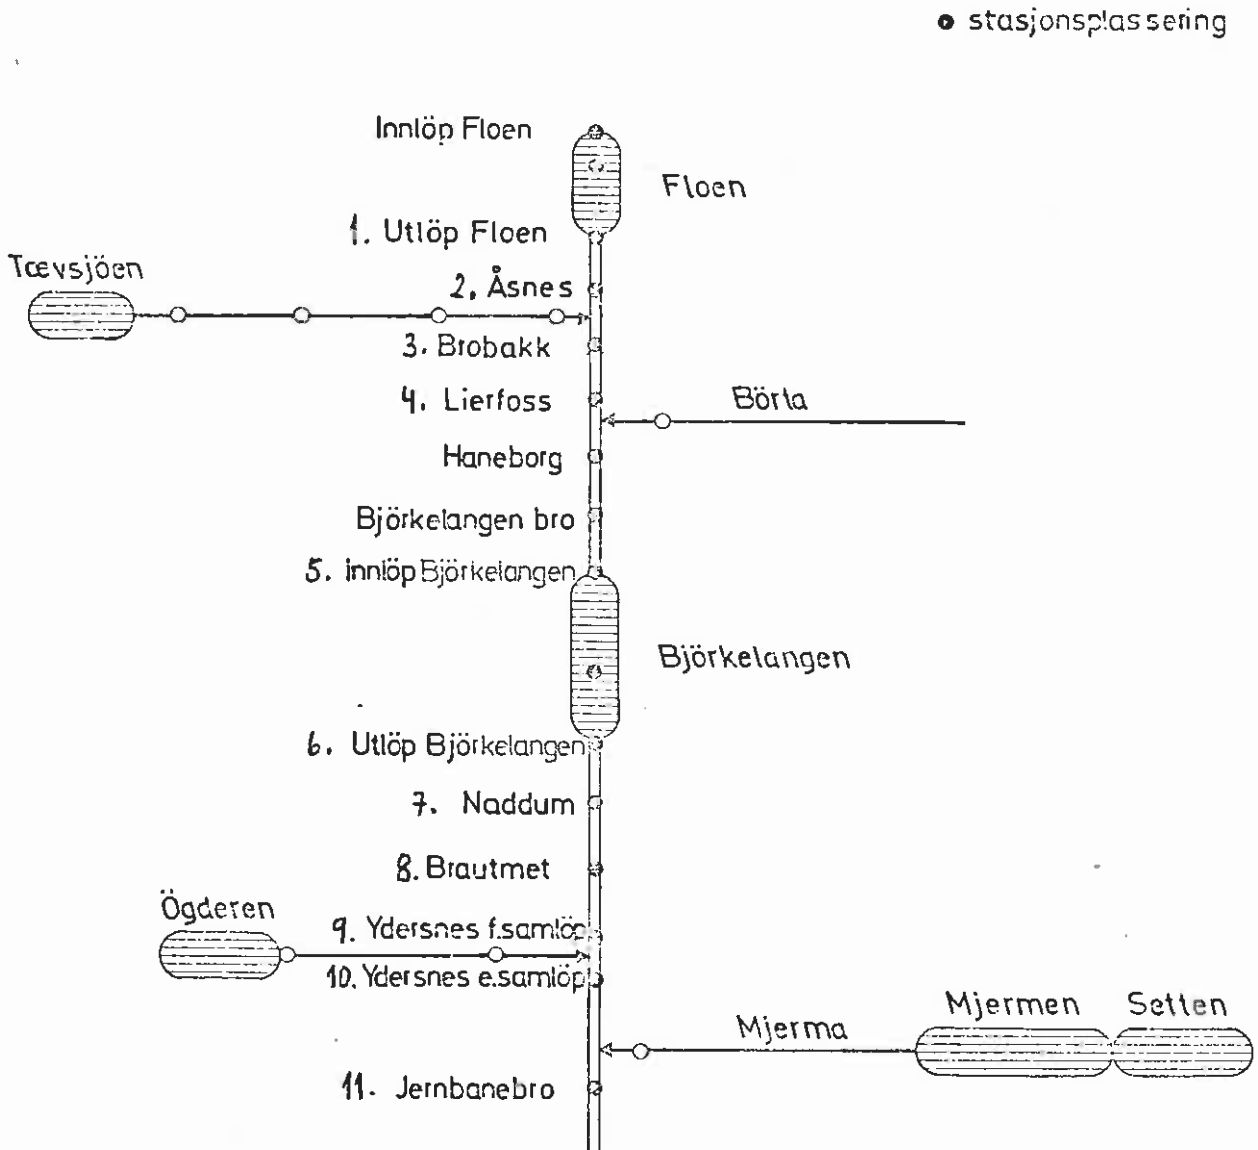 stasjonsplassering
Innlöp Floen
Floen
1. Utlöp Floen
Tævsjöen
2. Åsnes
3. Brobakk
4. Lierfoss
Börta
Haneborg
Björkelangen bro
5. innlöp Björkelangen
Björkelangen
6. Utlöp Björkelangen
7. Naddum
8. Brautmet
Ögderen
9. Ydersnes f.samlöp
10. Ydersnes e.samlöp
Mjermen
Setten
Mjerma
11. Jernbanebro